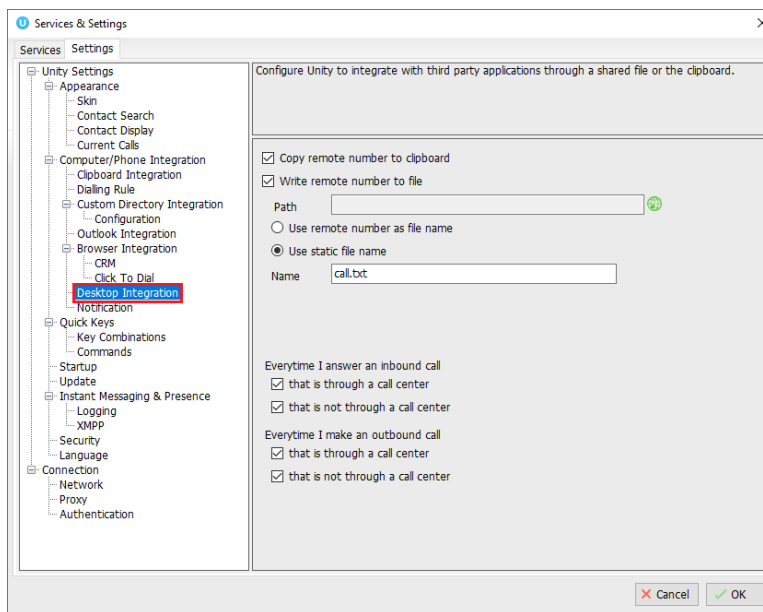 Services & Settings
Services Settings
Unity Settings
Appearance
Skin
Contact Search
Contact Display
Current Calls
Computer/Phone Integration
Clipboard Integration
Dialling Rule
Custom Directory Integration
Configuration
Outlook Integration
Browser Integration
CRM
Click To Dial
Desktop Integration
Notification
Quick Keys
Key Combinations
Commands
Startup
Update
Instant Messaging & Presence
Logging
XMPP
Security
Language
Connection
Network
Proxy
Authentication
Configure Unity to integrate with third party applications through a shared file or the clipboard.
Copy remote number to clipboard
Write remote number to file
Path
Use remote number as file name
Use static file name
Name call.txt
Everytime I answer an inbound call
that is through a call center
that is not through a call center
Everytime I make an outbound call
that is through a call center
that is not through a call center
Cancel OK